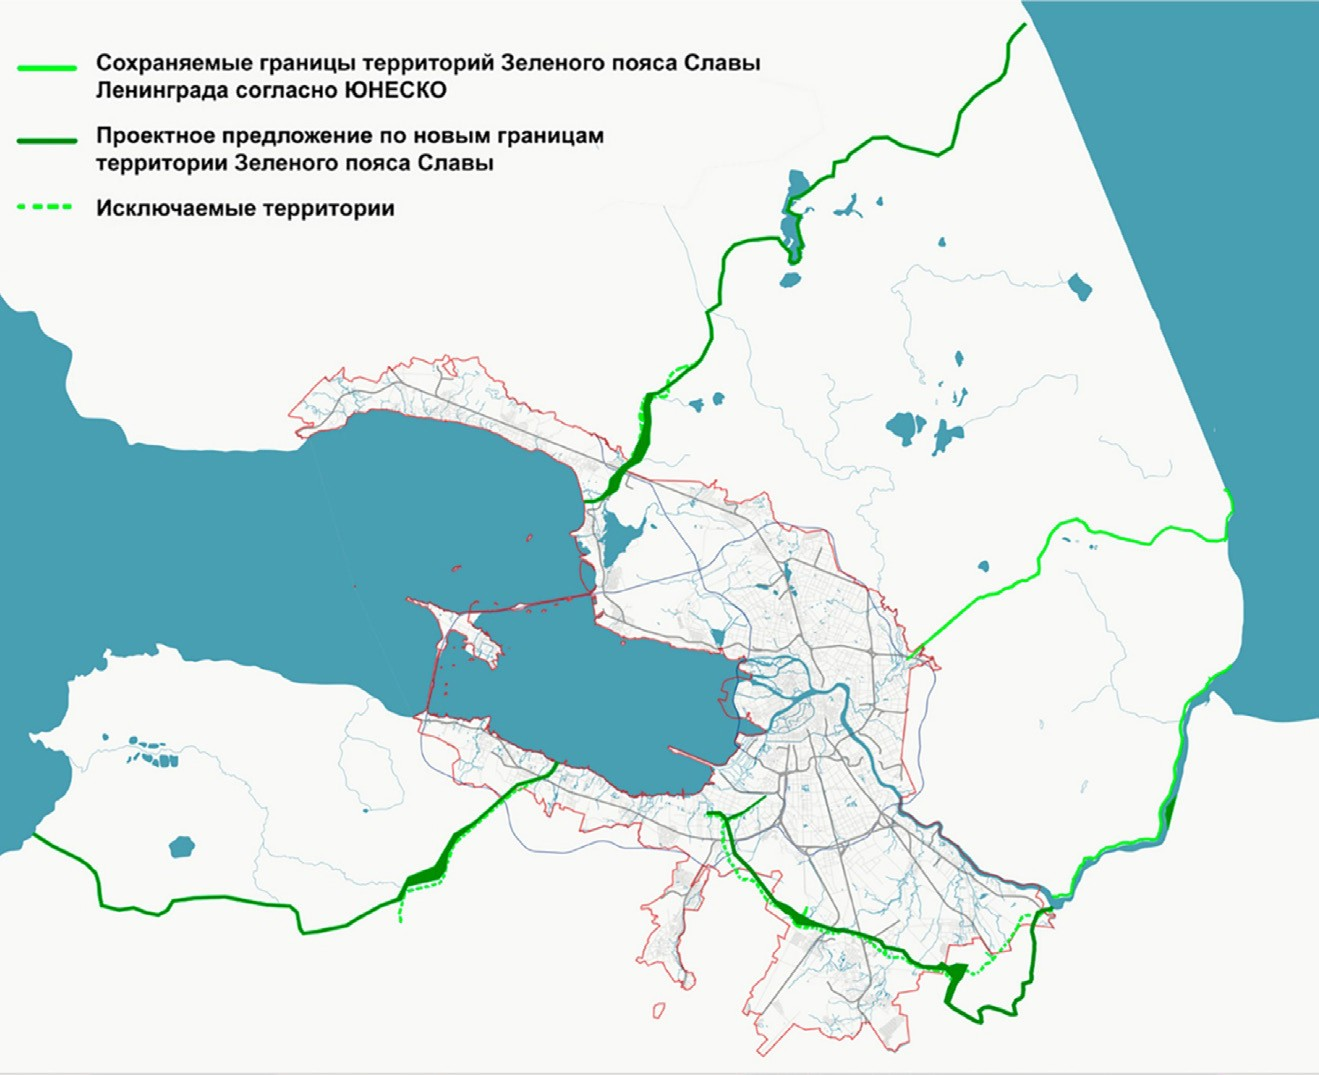 Сохраняемые границы территорий Зеленого пояса Славы
Ленинграда согласно ЮНЕСКО
Проектное предложение по новым границам
территории Зеленого пояса Славы
Исключаемые территории